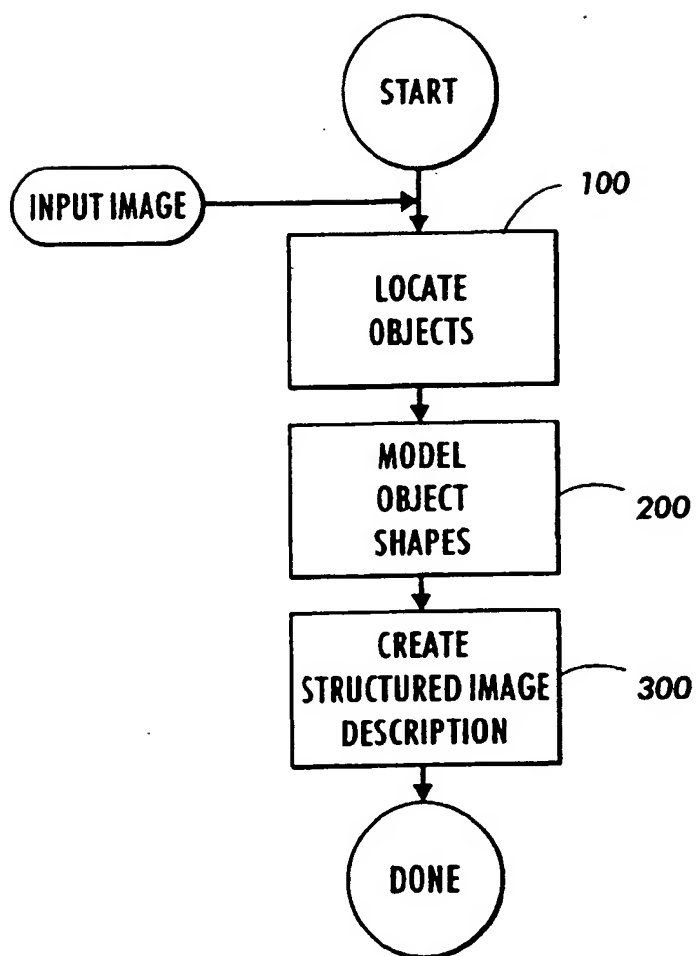 START
INPUT IMAGE
100
LOCATE
OBJECTS
MODEL
OBJECT
SHAPES
200
CREATE
STRUCTURED IMAGE
DESCRIPTION
300
DONE